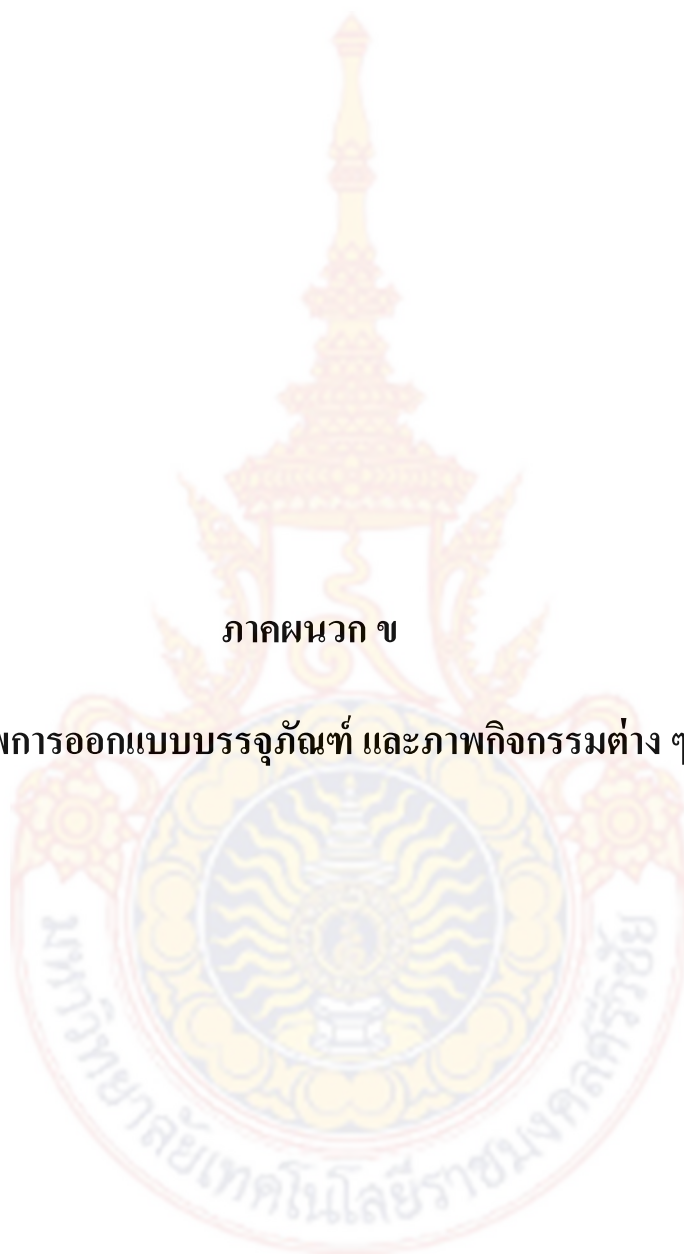 ภาคผนวก ข
พการออกแบบบรรจุภัณฑ์ และภาพกิจกรรมต่าง ๆ
มหาวิทยาลัยเทคโนโลยีราชมงคลศรีวิชัย